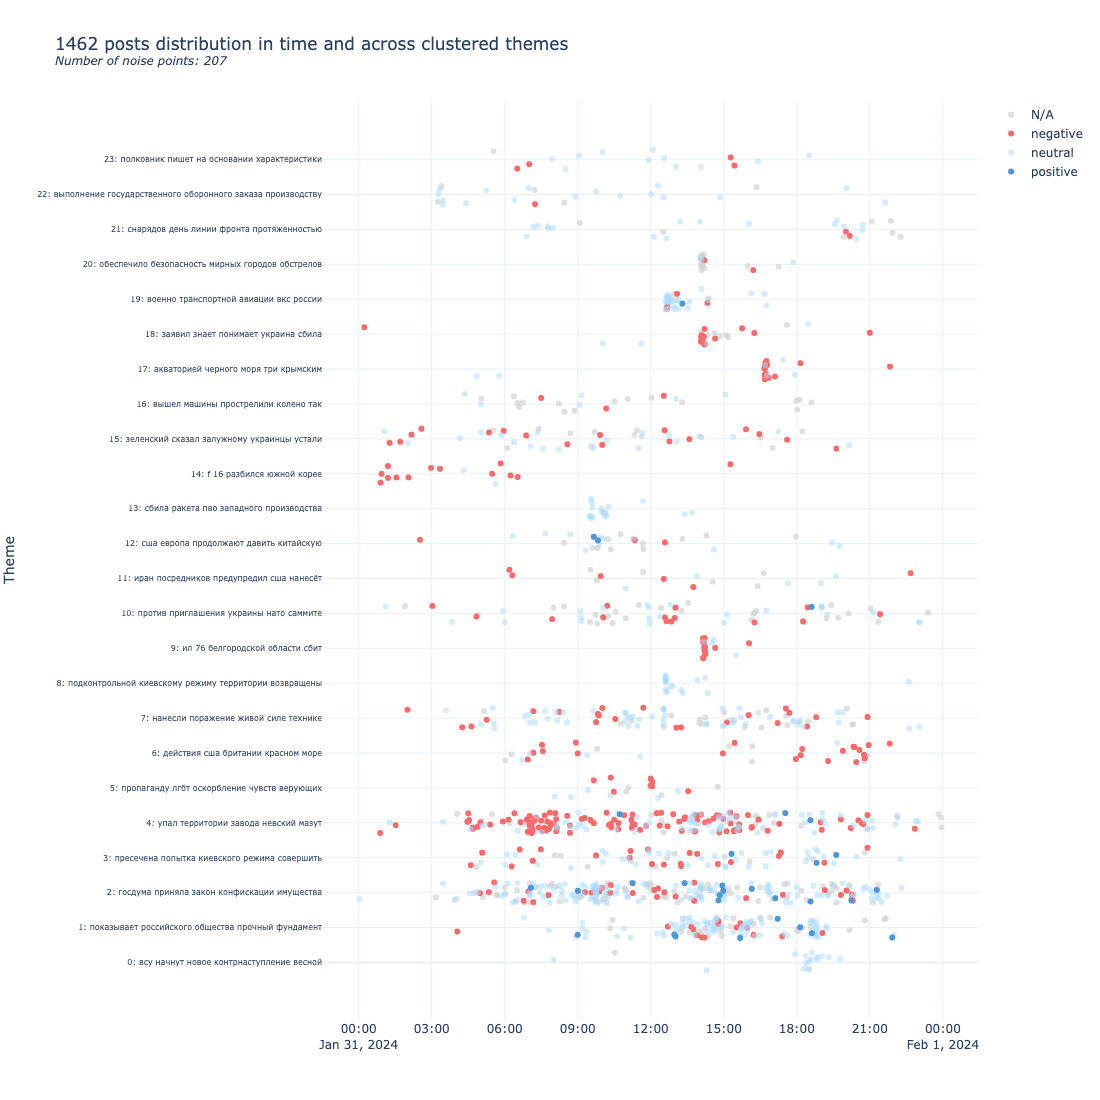 1462 posts distribution in time and across clustered themes
Number of noise points: 207
N/A
negative
neutral
positive
23: полковник пишет на основании характеристики
22: выполнение государственного оборонного заказа производству
21: снарядов день линии фронта протяженностью
20: обеспечило безопасность мирных городов обстрелов
19: военно транспортной авиации вкс россии
18: заявил знает понимает украина сбила
17: акваторией черного моря три крымским
16: вышел машины прострелили колено так
15: зеленский сказал залужному украинцы устали
14: f 16 разбился южной корее
13: сбила ракета пво западного производства
12: сша европа продолжают давить китайскую
11: иран посредников предупредил сша нанесёт
10: против приглашения украины нато саммите
9: ил 76 белгородской области сбит
8: подконтрольной киевскому режиму территории возвращены
7: нанесли поражение живой силе технике
6: действия сша британии красном море
5: пропаганду лгбт оскорбление чувств верующих
4: упал территории завода невский мазут
3: пресечена попытка киевского режима совершить
2: госдума приняла закон конфискации имущества
1: показывает российского общества прочный фундамент
0: всу начнут новое контрнаступление весной
Theme
00:00 03:00 06:00 09:00 12:00 15:00 18:00 21:00 00:00
Jan 31, 2024 Feb 1, 2024